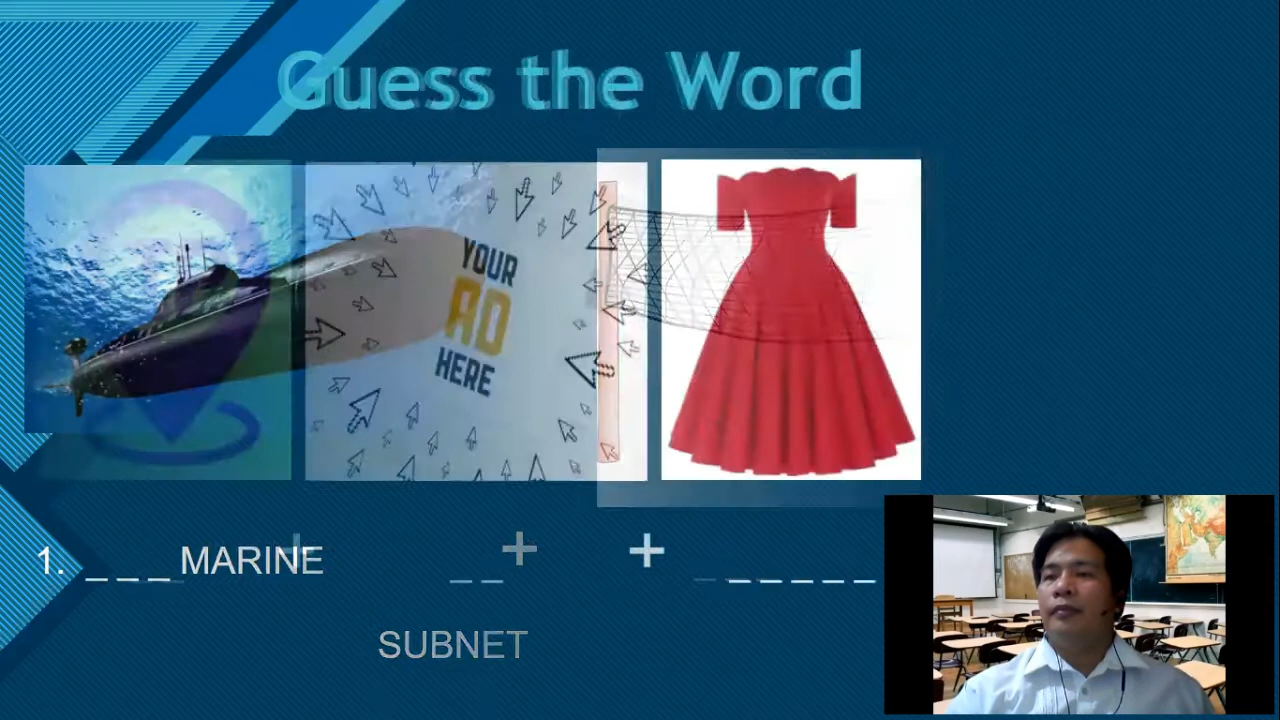 Guess the Word
YOUR
AD
HERE
1. _ _ _ MARINE + _ _ + _ _ _ _ _
SUBNET